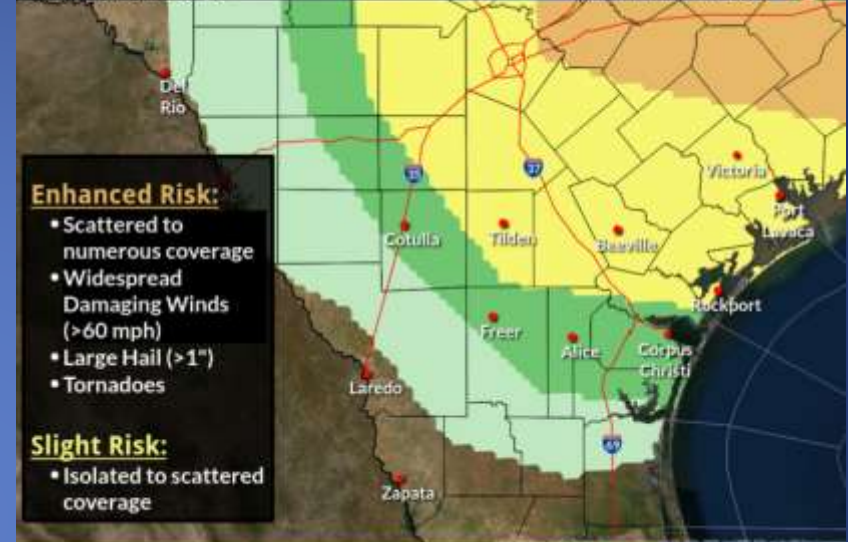 Del
Rio
35
37
Victoria
Enhanced Risk:
• Scattered to
numerous coverage
• Widespread
Damaging Winds
(>60 mph)
• Large Hail (>1")
• Tornadoes
Slight Risk:
• Isolated to scattered
coverage
Port
Lavaca
Cotulla
Tilden
Beeville
Rockport
Freer
Alice
Corpus
Christi
Laredo
69
Zapata